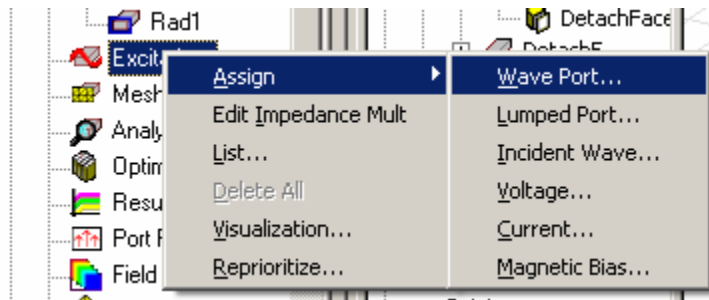 Rad1
DetachFace
DetachF
Excita
Assign
Wave Port...
Mesh
Edit Impedance Mult
Lumped Port...
Analy
List...
Incident Wave...
Optim
Delete All
Voltage...
Resu
Visualization...
Current...
Port F
Reprioritize...
Magnetic Bias...
Field